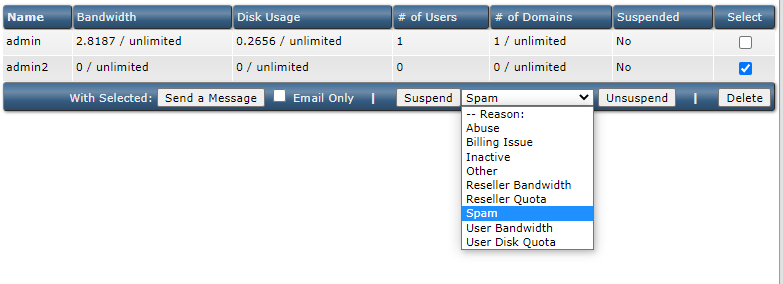 Name Bandwidth Disk Usage # of Users # of Domains Suspended Select
admin 2.8187 / unlimited 0.2656 / unlimited 1 1 / unlimited No
admin2 0 / unlimited 0 / unlimited 0 0 / unlimited No
With Selected: Send a Message Email Only | Suspend Spam Unsuspend | Delete
-- Reason:
Abuse
Billing Issue
Inactive
Other
Reseller Bandwidth
Reseller Quota
Spam
User Bandwidth
User Disk Quota